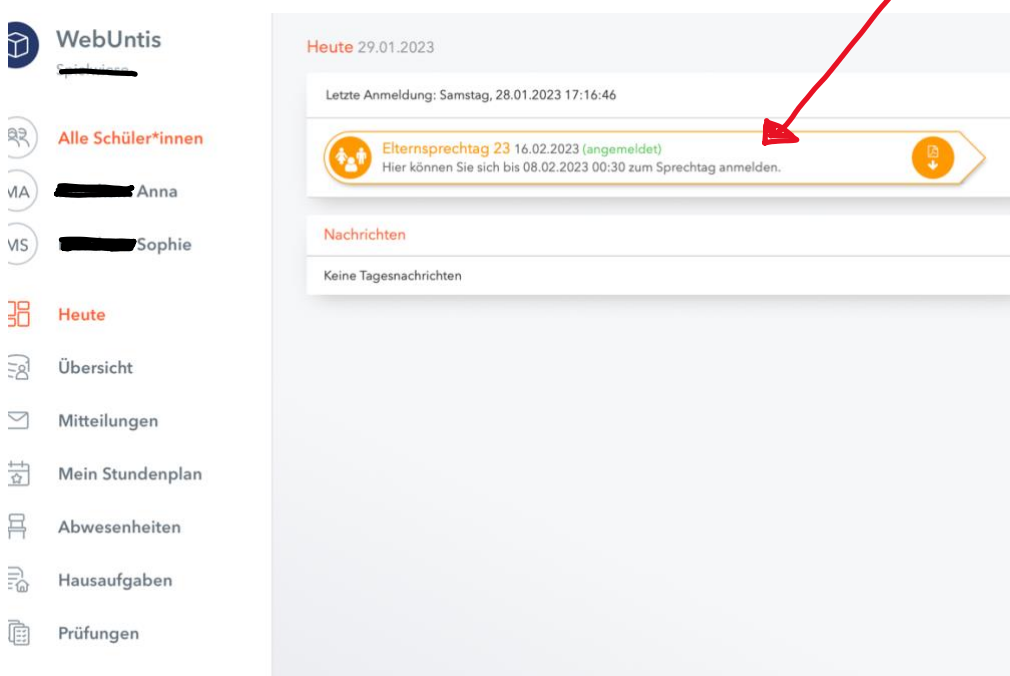 WebUntis
Heute 29.01.2023
Letzte Anmeldung: Samstag, 28.01.2023 17:16:46
Alle Schüler*innen
Elternsprechtag 23 16.02.2023 (angemeldet)
Hier können Sie sich bis 08.02.2023 00:30 zum Sprechtag anmelden.
MA Anna
MS Sophie
Nachrichten
Keine Tagesnachrichten
Heute
Übersicht
Mitteilungen
Mein Stundenplan
Abwesenheiten
Hausaufgaben
Prüfungen